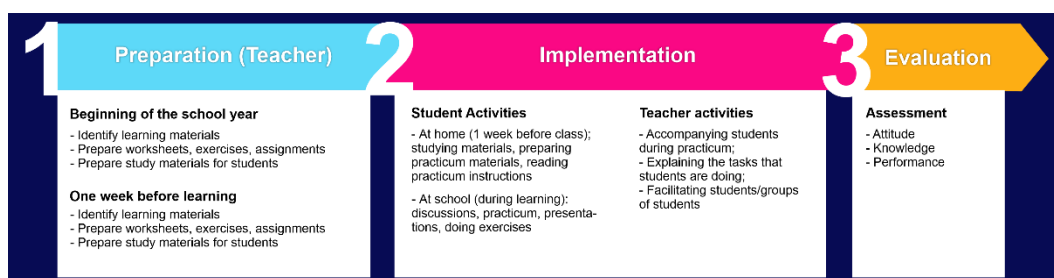 1 Preparation (Teacher)
Beginning of the school year
- Identify learning materials
- Prepare worksheets, exercises, assignments
- Prepare study materials for students
One week before learning
- Identify learning materials
- Prepare worksheets, exercises, assignments
- Prepare study materials for students
2 Implementation
Student Activities
- At home (1 week before class);
studying materials, preparing
practicum materials, reading
practicum instructions
- At school (during learning):
discussions, practicum, presenta-
tions, doing exercises
Teacher activities
- Accompanying students
during practicum;
- Explaining the tasks that
students are doing;
- Facilitating students/groups
of students
3 Evaluation
Assessment
- Attitude
- Knowledge
- Performance